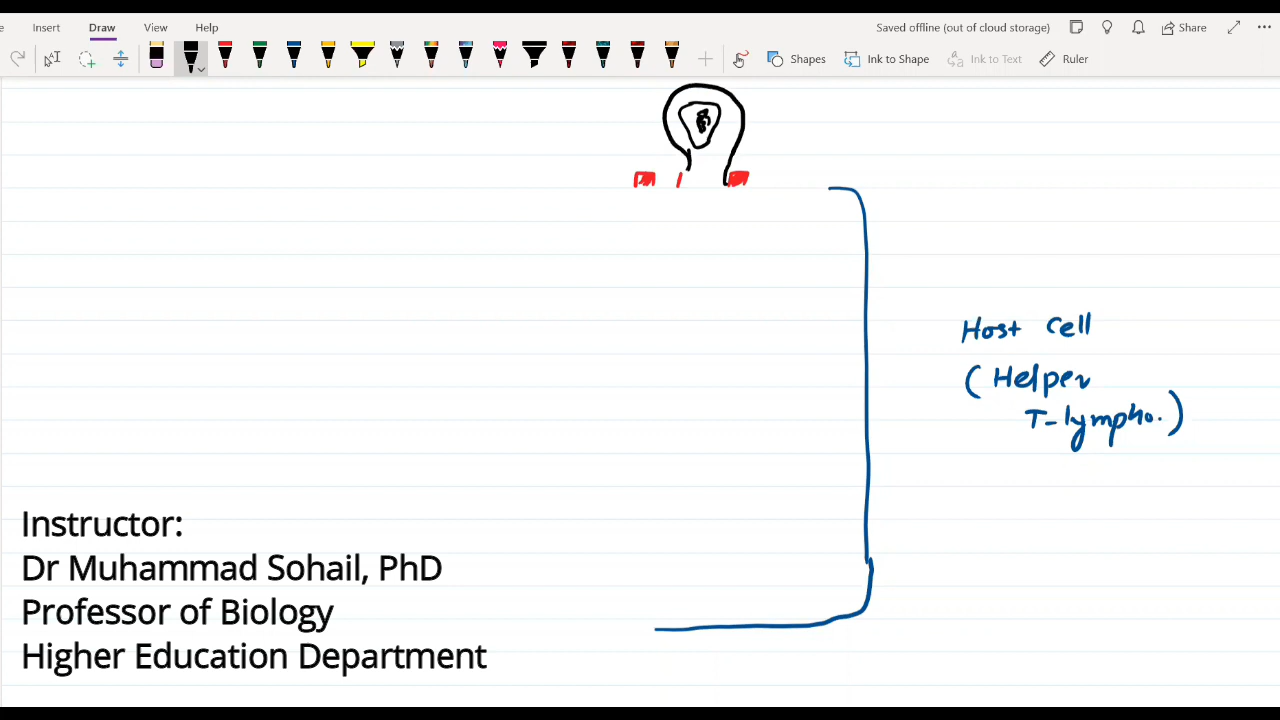 Insert Draw View Help Saved offline (out of cloud storage) Share
Shapes Ink to Shape Ink to Text Ruler
Host cell
(Helper
T-lympho.)
Instructor:
Dr Muhammad Sohail, PhD
Professor of Biology
Higher Education Department